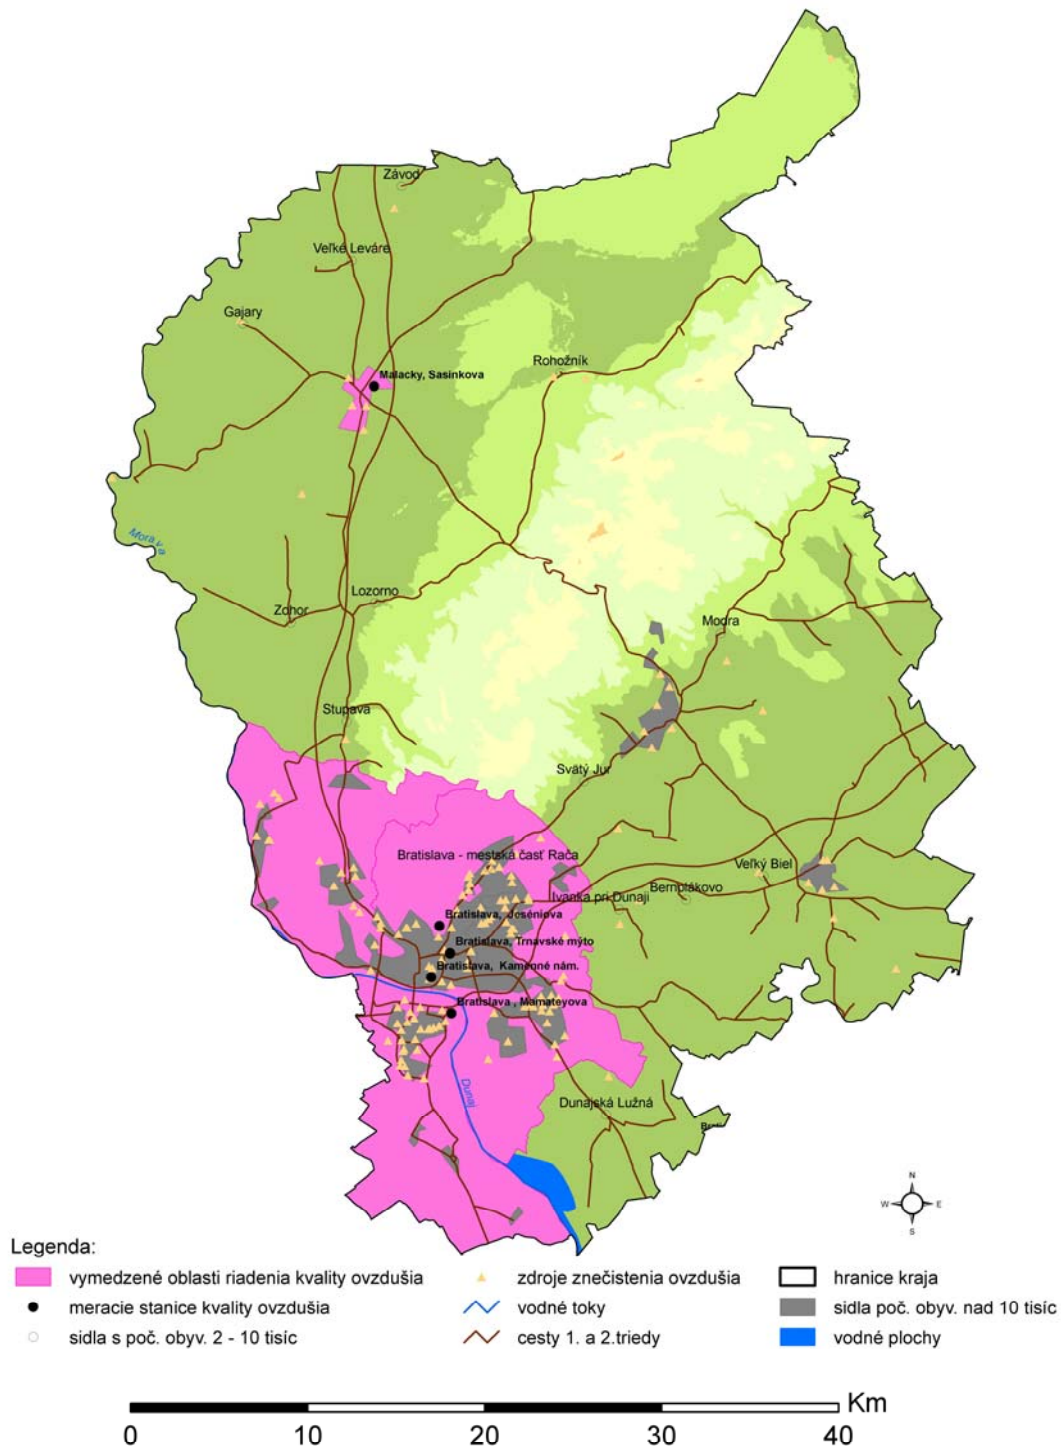 Závod
Veľké Leváre
Gajary
Rohožník
Malacky, Sasinkova
Morava
Lozorno
Zohor
Modra
Stupava
Svätý Jur
Bratislava - mestská časť Rača
Veľký Biel
Bernolákovo
Ivanka pri Dunaji
Bratislava, Jeséniova
Bratislava, Trnavské mýto
Bratislava, Kamenné nám.
Bratislava , Mamateyova
Dunaj
Dunajská Lužná
N
W E
S
Legenda:
vymedzené oblasti riadenia kvality ovzdušia
zdroje znečistenia ovzdušia
hranice kraja
meracie stanice kvality ovzdušia
vodné toky
sidla poč. obyv. nad 10 tisíc
sidla s poč. obyv. 2 - 10 tisíc
cesty 1. a 2.triedy
vodné plochy
Km
0 10 20 30 40